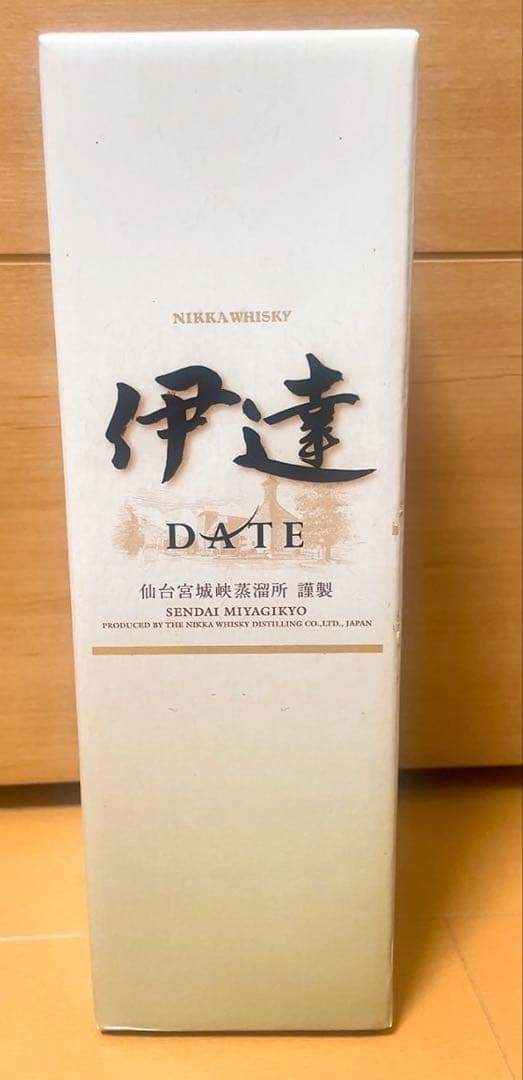 NIKKA WHISKY
伊達
DATE
仙台宮城峡蒸溜所 謹製
SENDAI MIYAGIKYO
PRODUCED BY THE NIKKA WHISKY DISTILLING CO.,LTD., JAPAN